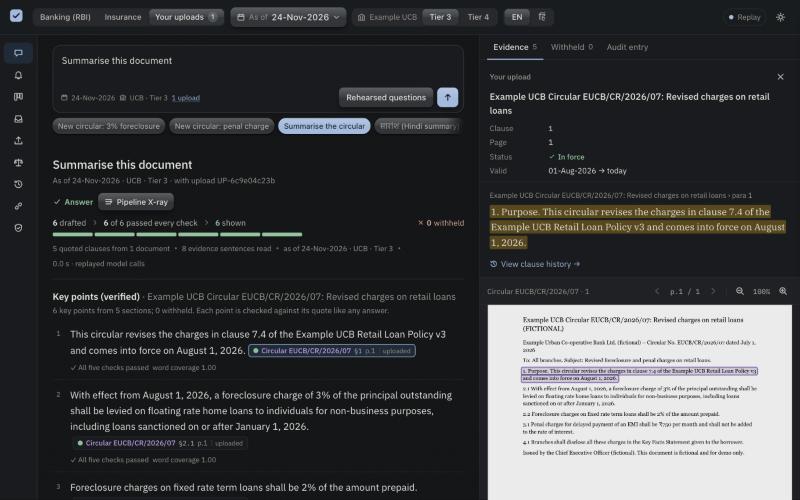 Banking (RBI)
Insurance
Your uploads 1
As of 24-Nov-2026
Example UCB
Tier 3
Tier 4
EN
हिं
Replay
Summarise this document
24-Nov-2026 UCB · Tier 3 1 upload
Rehearsed questions
New circular: 3% foreclosure
New circular: penal charge
Summarise the circular
सारांश (Hindi summary
Summarise this document
As of 24-Nov-2026 · UCB · Tier 3 · with upload UP-6c9e04c23b
✓ Answer
Pipeline X-ray
6 drafted > 6 of 6 passed every check > 6 shown
× 0 withheld
5 quoted clauses from 1 document • 8 evidence sentences read • as of 24-Nov-2026 · UCB · Tier 3 •
0.0 s · replayed model calls
Key points (verified) · Example UCB Circular EUCB/CR/2026/07: Revised charges on retail loans
6 key points from 5 sections; 0 withheld. Each point is checked against its quote like any answer.
1 This circular revises the charges in clause 7.4 of the Example UCB Retail Loan Policy v3
and comes into force on August 1, 2026. Circular EUCB/CR/2026/07 §1 p.1 uploaded
✓ All five checks passed word coverage 1.00
2 With effect from August 1, 2026, a foreclosure charge of 3% of the principal outstanding
shall be levied on floating rate home loans to individuals for non-business purposes,
including loans sanctioned on or after January 1, 2026.
Circular EUCB/CR/2026/07 §2.1 p.1 uploaded
✓ All five checks passed word coverage 1.00
3 Foreclosure charges on fixed rate term loans shall be 2% of the amount prepaid.
Evidence 5
Withheld 0
Audit entry
Your upload
Example UCB Circular EUCB/CR/2026/07: Revised charges on retail
loans
Clause 1
Page 1
Status ✓ In force
Valid 01-Aug-2026 → today
Example UCB Circular EUCB/CR/2026/07: Revised charges on retail loans › para 1
1. Purpose. This circular revises the charges in clause 7.4 of the
Example UCB Retail Loan Policy v3 and comes into force on August
1, 2026.
View clause history →
Circular EUCB/CR/2026/07 · 1
p.1 / 1
100%
Example UCB Circular EUCB/CR/2026/07: Revised charges on retail loans
(FICTIONAL)
Example Urban Co-operative Bank Ltd. (fictional) -- Circular No. EUCB/CR/2026/07 dated July 1,
2026
To: All branches. Subject: Revised foreclosure and penal charges on retail loans.
1. Purpose. This circular revises the charges in clause 7.4 of the Example UCB Retail Loan Policy v3
and comes into force on August 1, 2026.
2.1 With effect from August 1, 2026, a foreclosure charge of 3% of the principal outstanding shall be
levied on floating rate home loans to individuals for non-business purposes, including loans
sanctioned on or after January 1, 2026.
2.2 Foreclosure charges on fixed rate term loans shall be 2% of the amount prepaid.
3.1 Penal charges for delayed payment of an EMI shall be ₹750 per month and shall not be added
to the rate of interest.
4.1 Branches shall disclose all these charges in the Key Facts Statement given to the borrower.
Issued by the Chief Executive Officer (fictional). This document is fictional and for demo only.